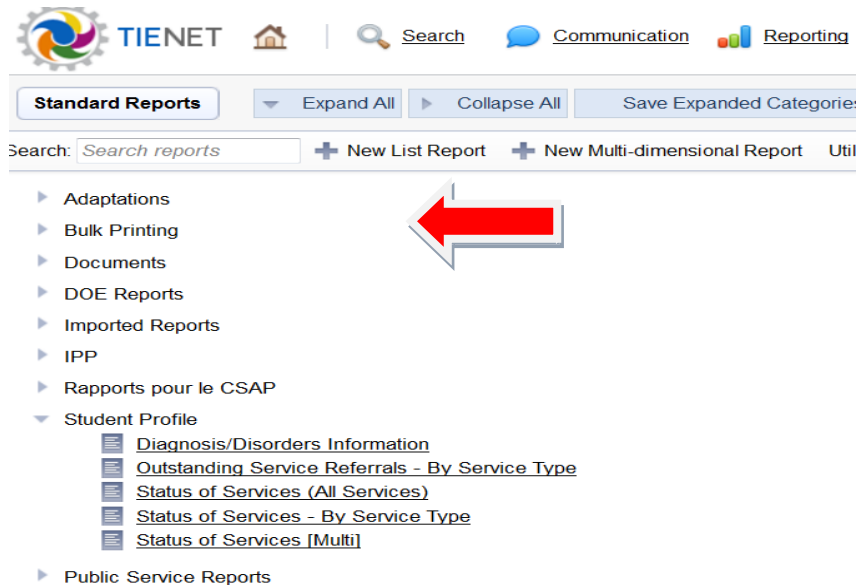 TIENET Search Communication Reporting
Standard Reports Expand All Collapse All Save Expanded Categories
Search: Search reports New List Report New Multi-dimensional Report Util
Adaptations
Bulk Printing
Documents
DOE Reports
Imported Reports
IPP
Rapports pour le CSAP
Student Profile
Diagnosis/Disorders Information
Outstanding Service Referrals - By Service Type
Status of Services (All Services)
Status of Services - By Service Type
Status of Services [Multi]
Public Service Reports